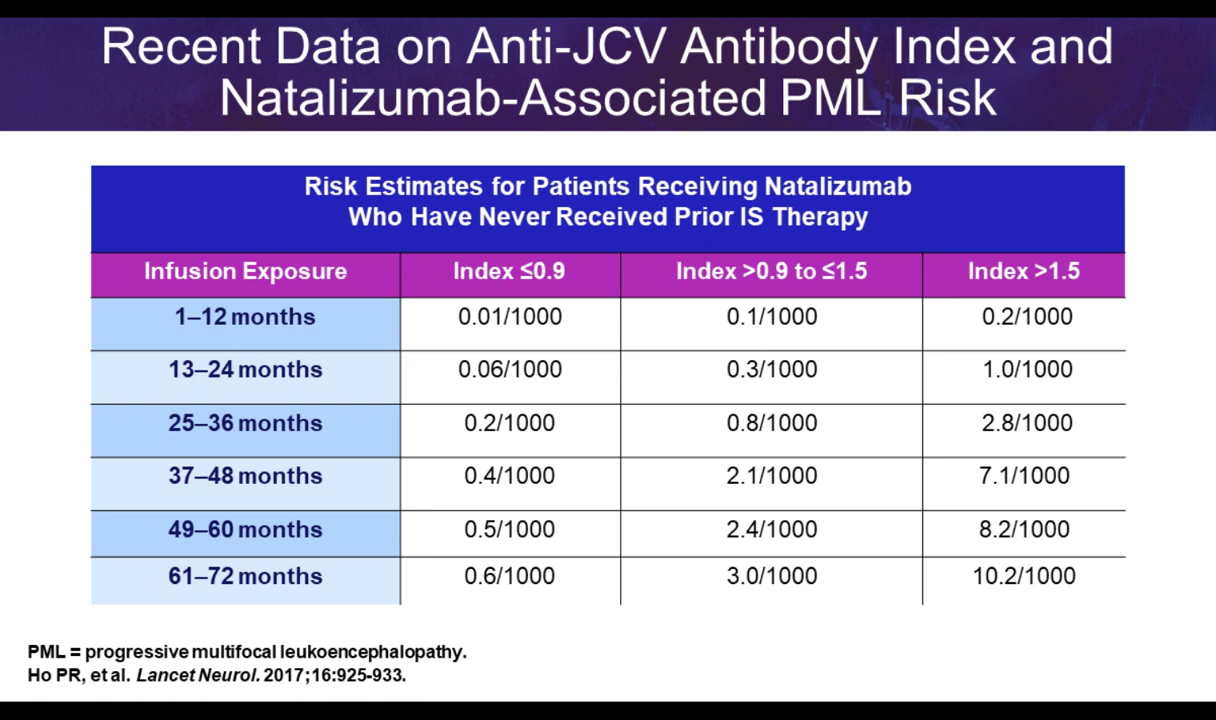 Recent Data on Anti-JCV Antibody Index and
Natalizumab-Associated PML Risk
Risk Estimates for Patients Receiving Natalizumab
Who Have Never Received Prior IS Therapy
Infusion Exposure Index ≤0.9 Index >0.9 to ≤1.5 Index >1.5
1–12 months 0.01/1000 0.1/1000 0.2/1000
13–24 months 0.06/1000 0.3/1000 1.0/1000
25–36 months 0.2/1000 0.8/1000 2.8/1000
37–48 months 0.4/1000 2.1/1000 7.1/1000
49–60 months 0.5/1000 2.4/1000 8.2/1000
61–72 months 0.6/1000 3.0/1000 10.2/1000
PML = progressive multifocal leukoencephalopathy.
Ho PR, et al. Lancet Neurol. 2017;16:925-933.